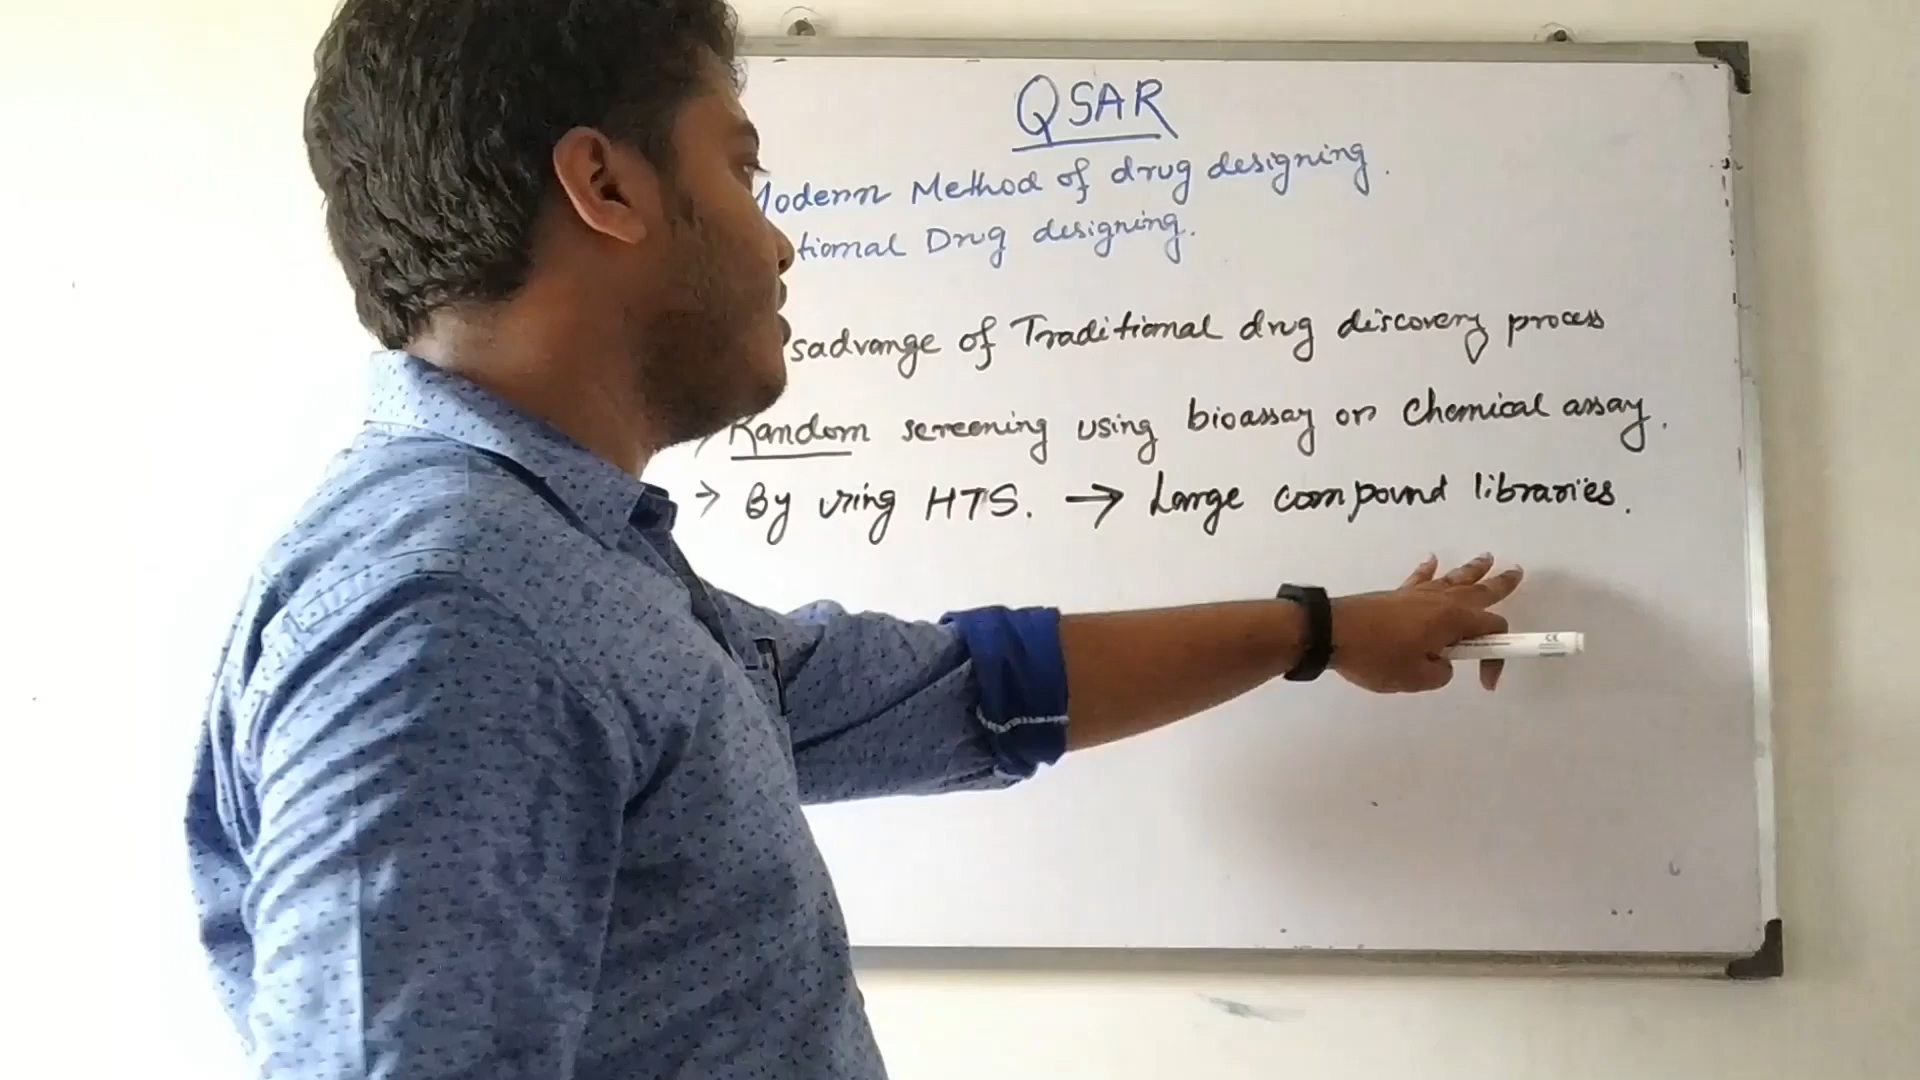 QSAR
Modern Method of drug designing.
tional Drug designing.
sadvange of Traditional drug discovery process
Random screening using bioassay or Chemical assay.
→ By using HTS. → Large compound libraries.
CE